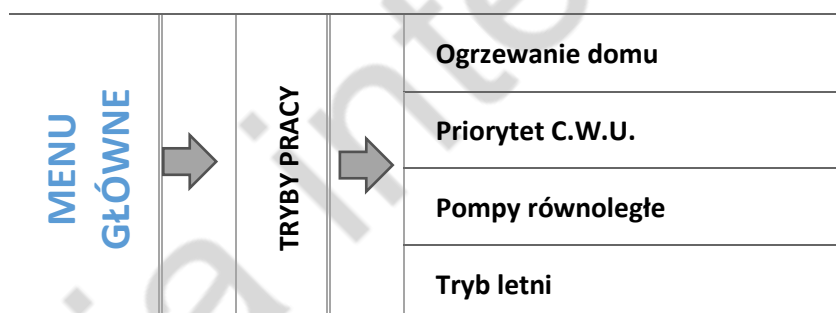 MENU
GŁÓWNE
TRYBY PRACY
Ogrzewanie domu
Priorytet C.W.U.
Pompy równoległe
Tryb letni